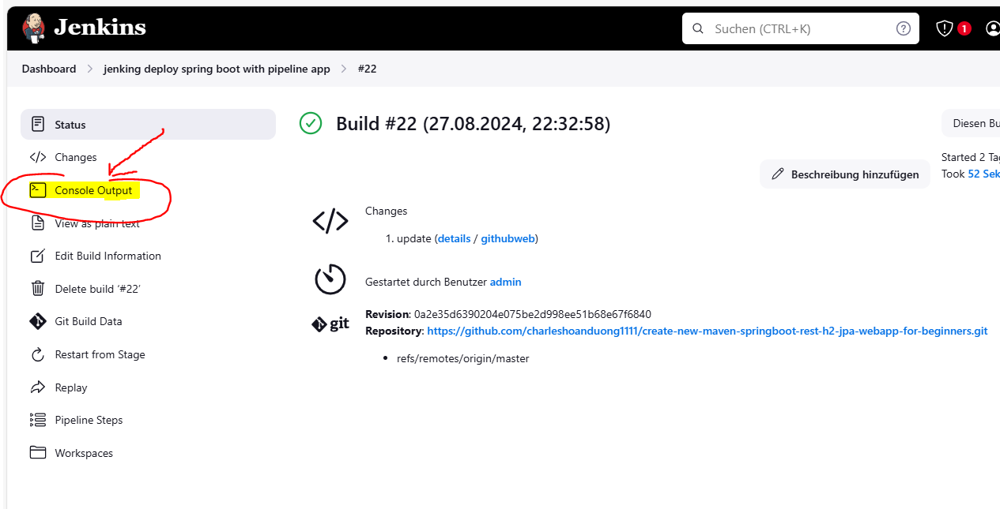 Jenkins
Suchen (CTRL+K)
1
Dashboard
jenking deploy spring boot with pipeline app
#22
Status
Changes
Console Output
View as plain text
Edit Build Information
Delete build ‘#22’
Git Build Data
Restart from Stage
Replay
Pipeline Steps
Workspaces
Build #22 (27.08.2024, 22:32:58)
Diesen Bu
Started 2 Tag
Took 52 Sek
Beschreibung hinzufügen
Changes
1. update (details / githubweb)
Gestartet durch Benutzer admin
git
Revision: 0a2e35d6390204e075be2d998ee51b68e67f6840
Repository: https://github.com/charleshoanduong1111/create-new-maven-springboot-rest-h2-jpa-webapp-for-beginners.git
refs/remotes/origin/master